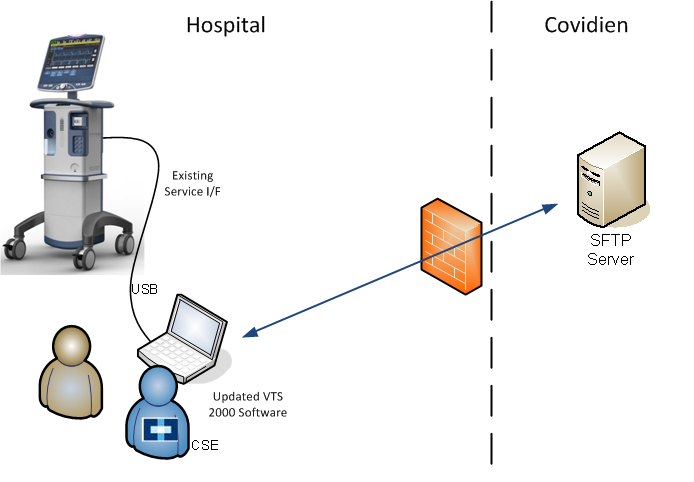 Hospital
Covidien
Existing
Service I/F
SFTP
Server
USB
Updated VTS
2000 Software
CSE